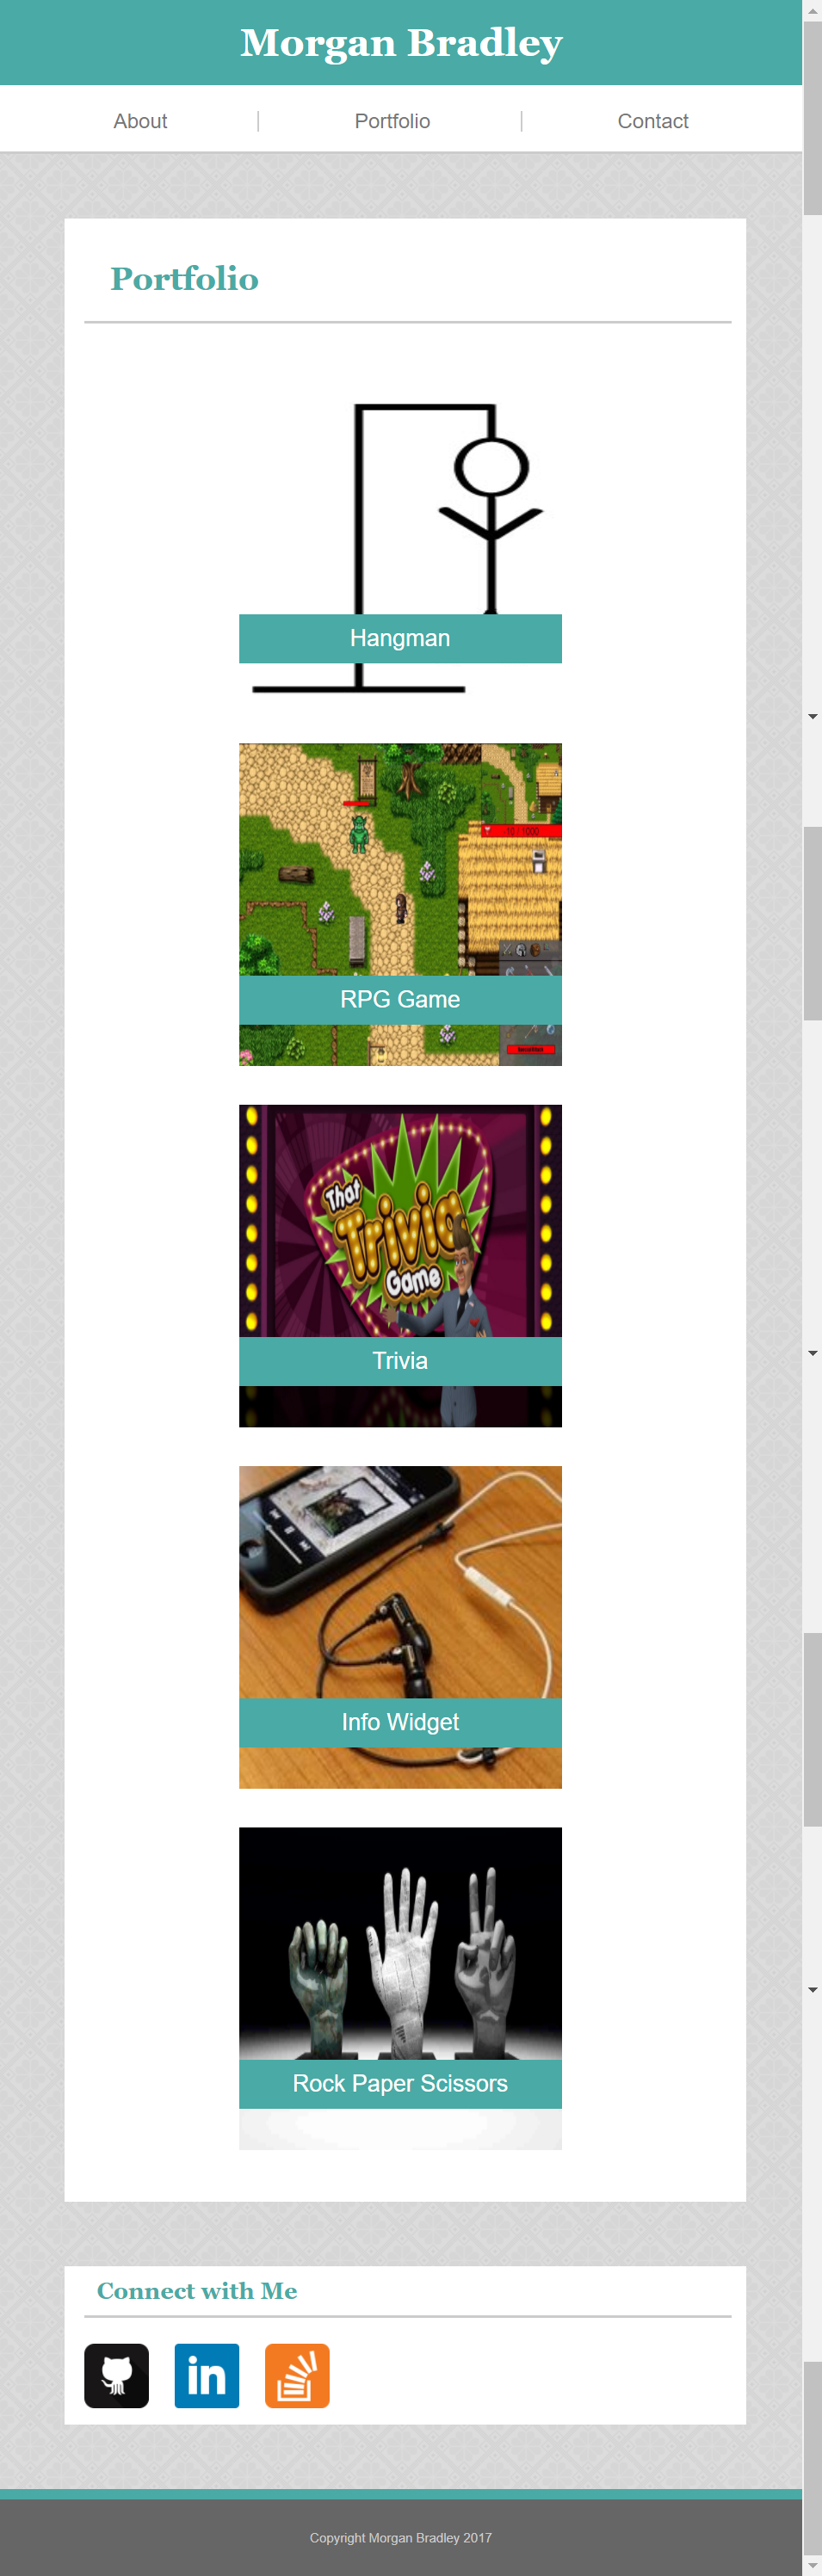 Morgan Bradley
About
Portfolio
Contact
Portfolio
Hangman
-10 / 1000
RPG Game
That
Trivia
Game
Trivia
Info Widget
Rock Paper Scissors
Connect with Me
in
Copyright Morgan Bradley 2017